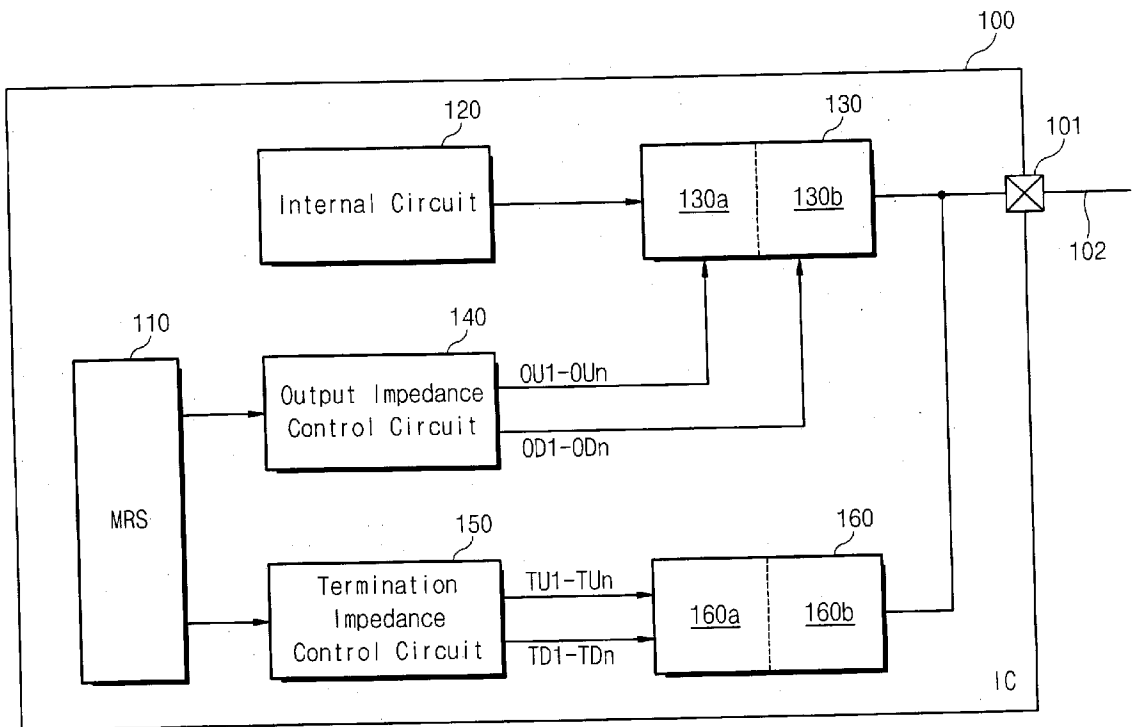 100
120
130
101
Internal Circuit
130a
130b
102
110
140
Output Impedance
Control Circuit
OU1-OUn
OD1-ODn
MRS
150
160
Termination
Impedance
Control Circuit
TU1-TUn
TD1-TDn
160a
160b
IC